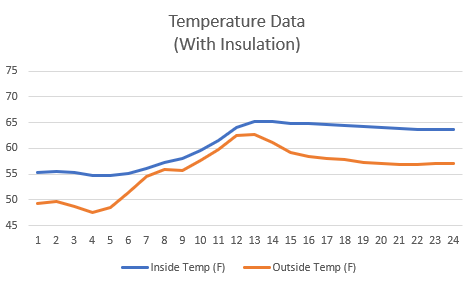 Temperature Data
(With Insulation)
75
70
65
60
55
50
45
1 2 3 4 5 6 7 8 9 10 11 12 13 14 15 16 17 18 19 20 21 22 23 24
Inside Temp (F) Outside Temp (F)